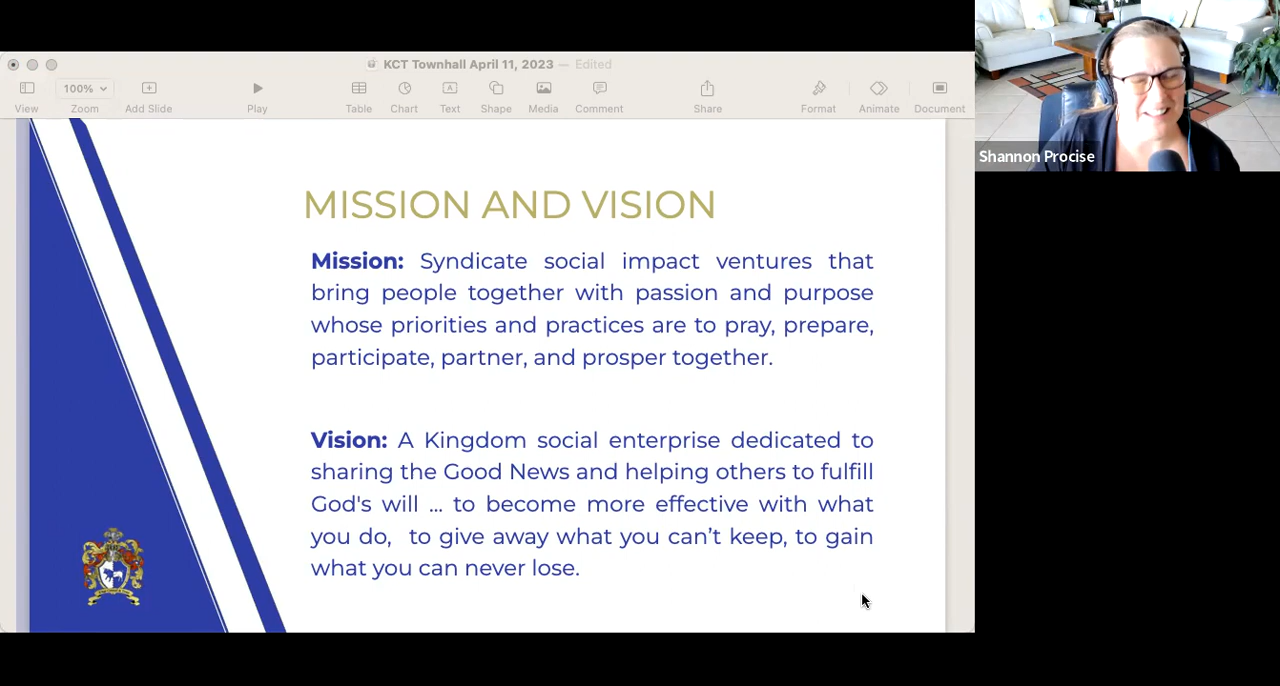 KCT Townhall April 11, 2023 — Edited
100%
View
Zoom
Add Slide
Play
Table
Chart
Text
Shape
Media
Comment
Share
Format
Animate
Document
Shannon Procise
MISSION AND VISION
Mission: Syndicate social impact ventures that
bring people together with passion and purpose
whose priorities and practices are to pray, prepare,
participate, partner, and prosper together.
Vision: A Kingdom social enterprise dedicated to
sharing the Good News and helping others to fulfill
God's will ... to become more effective with what
you do, to give away what you can’t keep, to gain
what you can never lose.